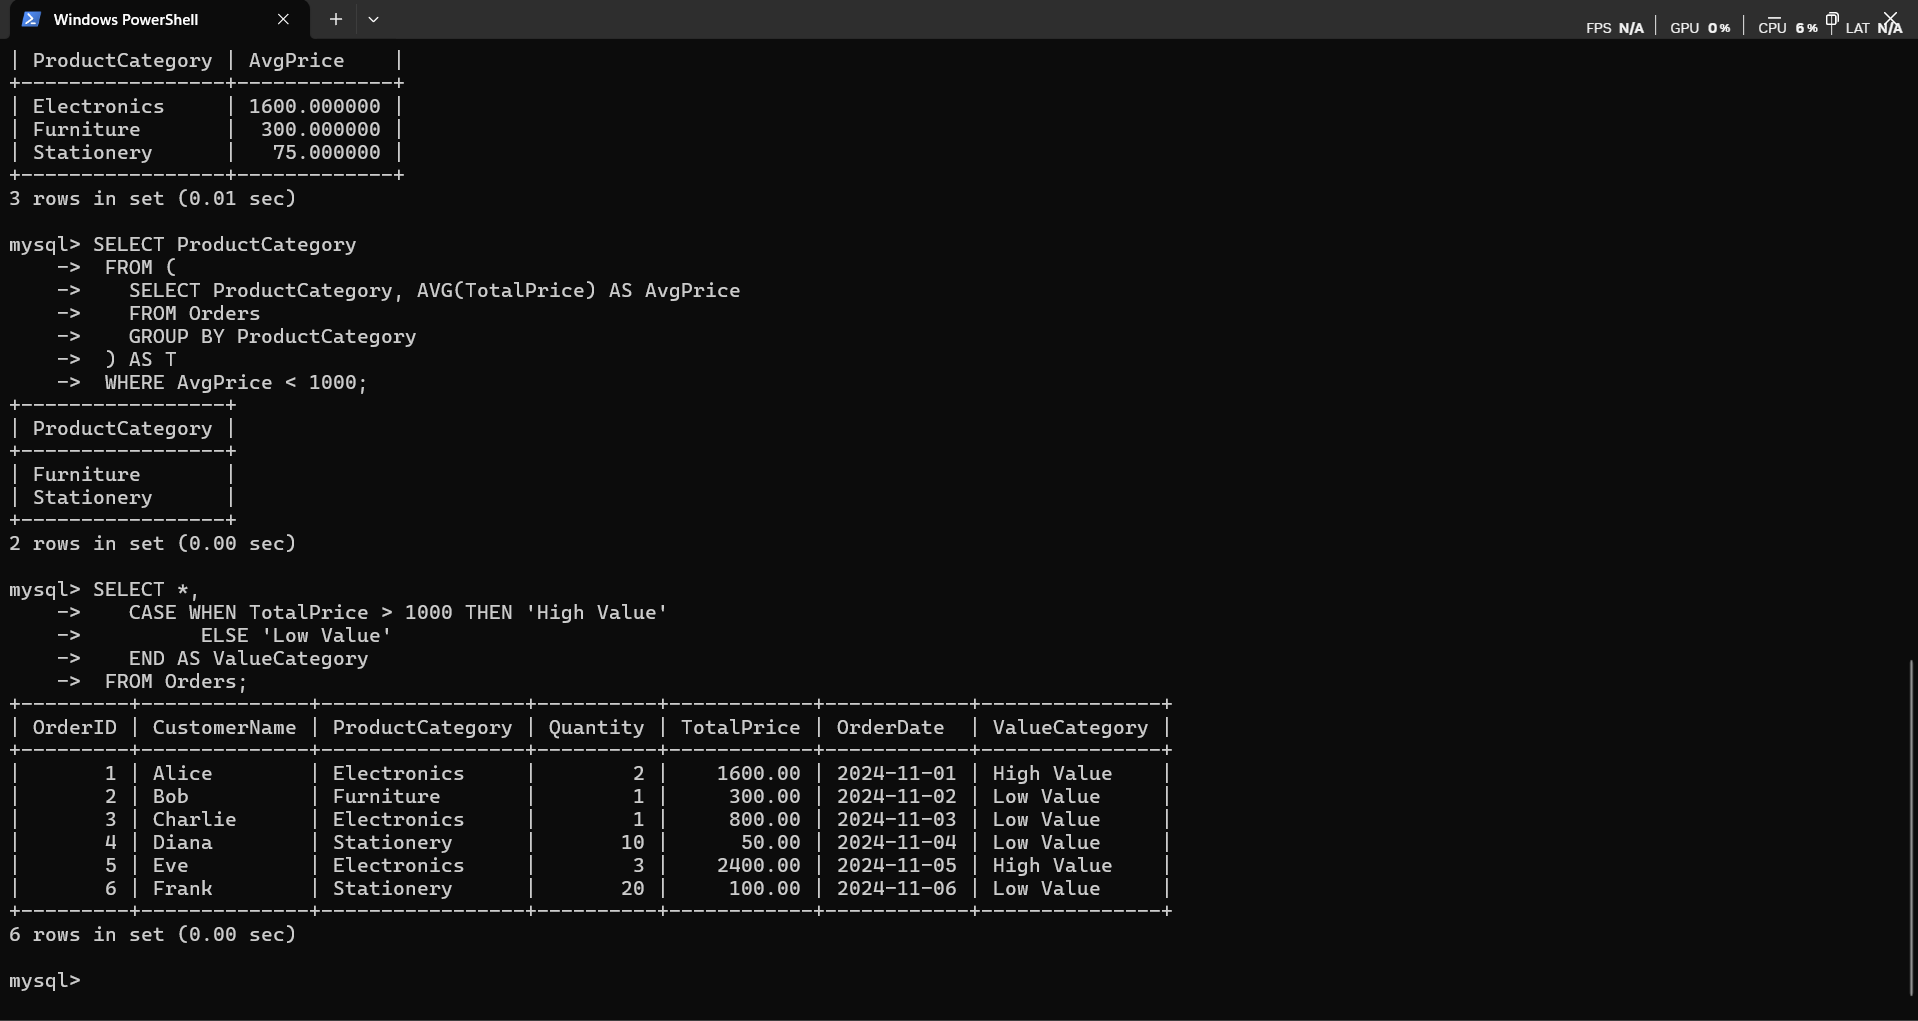 Windows PowerShell
FPS N/A | GPU 0% | CPU 6% | LAT N/A
| ProductCategory | AvgPrice    |
+-----------------+-------------+
| Electronics     | 1600.000000 |
| Furniture       |  300.000000 |
| Stationery      |   75.000000 |
+-----------------+-------------+
3 rows in set (0.01 sec)

mysql> SELECT ProductCategory
    ->  FROM (
    ->    SELECT ProductCategory, AVG(TotalPrice) AS AvgPrice
    ->    FROM Orders
    ->    GROUP BY ProductCategory
    ->  ) AS T
    ->  WHERE AvgPrice < 1000;
+-----------------+
| ProductCategory |
+-----------------+
| Furniture       |
| Stationery      |
+-----------------+
2 rows in set (0.00 sec)

mysql> SELECT *,
    ->    CASE WHEN TotalPrice > 1000 THEN 'High Value'
    ->          ELSE 'Low Value'
    ->    END AS ValueCategory
    ->  FROM Orders;
+---------+--------------+-----------------+----------+------------+------------+---------------+
| OrderID | CustomerName | ProductCategory | Quantity | TotalPrice | OrderDate  | ValueCategory |
+---------+--------------+-----------------+----------+------------+------------+---------------+
|       1 | Alice        | Electronics     |        2 |    1600.00 | 2024-11-01 | High Value    |
|       2 | Bob          | Furniture       |        1 |     300.00 | 2024-11-02 | Low Value     |
|       3 | Charlie      | Electronics     |        1 |     800.00 | 2024-11-03 | Low Value     |
|       4 | Diana        | Stationery      |       10 |      50.00 | 2024-11-04 | Low Value     |
|       5 | Eve          | Electronics     |        3 |    2400.00 | 2024-11-05 | High Value    |
|       6 | Frank        | Stationery      |       20 |     100.00 | 2024-11-06 | Low Value     |
+---------+--------------+-----------------+----------+------------+------------+---------------+
6 rows in set (0.00 sec)

mysql>